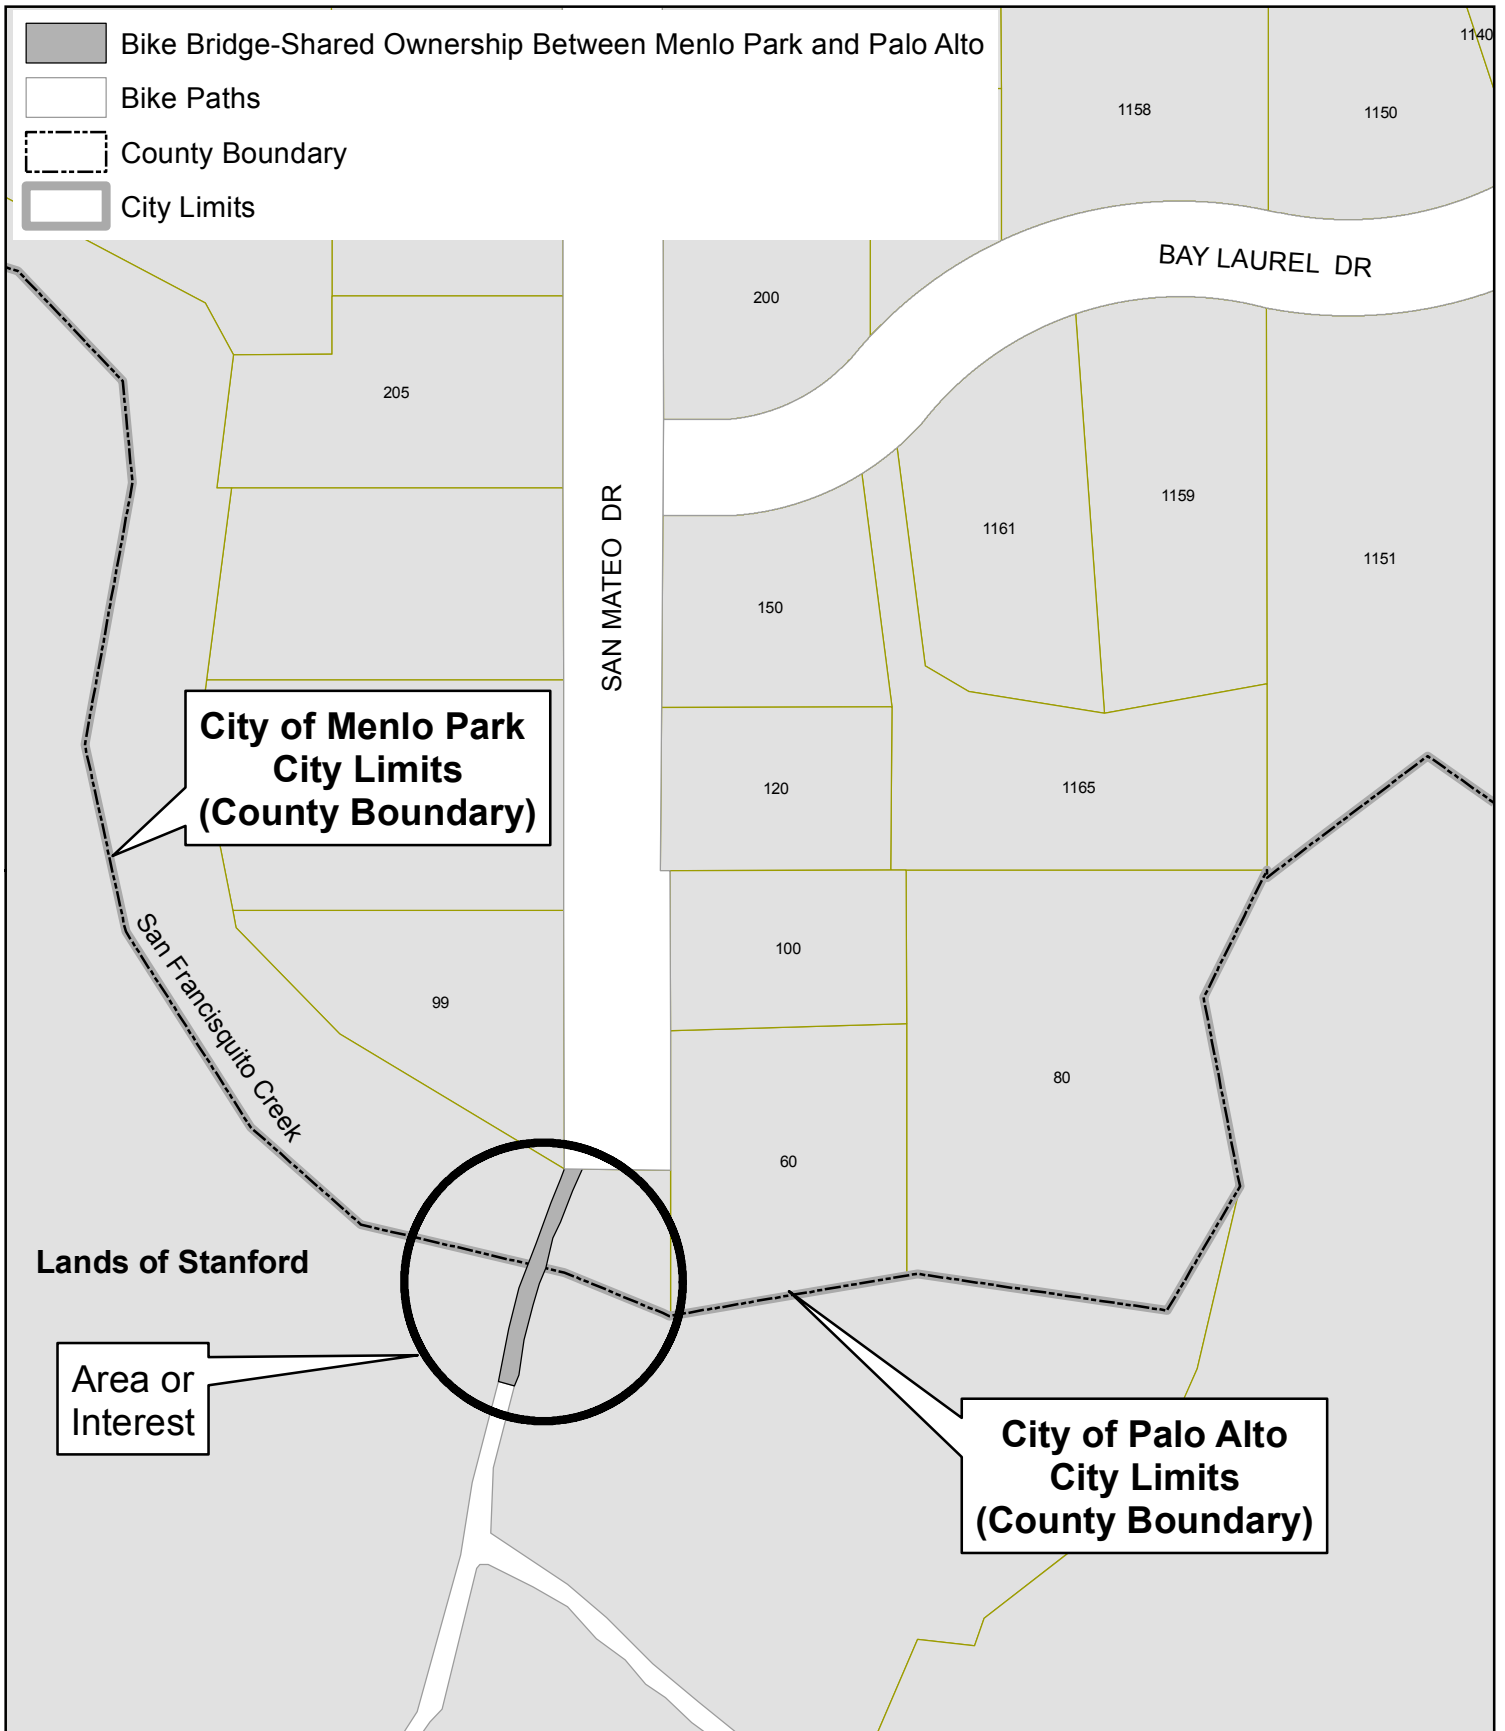 Bike Bridge-Shared Ownership Between Menlo Park and Palo Alto
Bike Paths
County Boundary
City Limits
1140
1158
1150
BAY LAUREL DR
200
205
SAN MATEO DR
1161
1159
1151
150
City of Menlo Park
City Limits
(County Boundary)
120
1165
San Francisquito Creek
100
99
80
60
Lands of Stanford
Area or
Interest
City of Palo Alto
City Limits
(County Boundary)